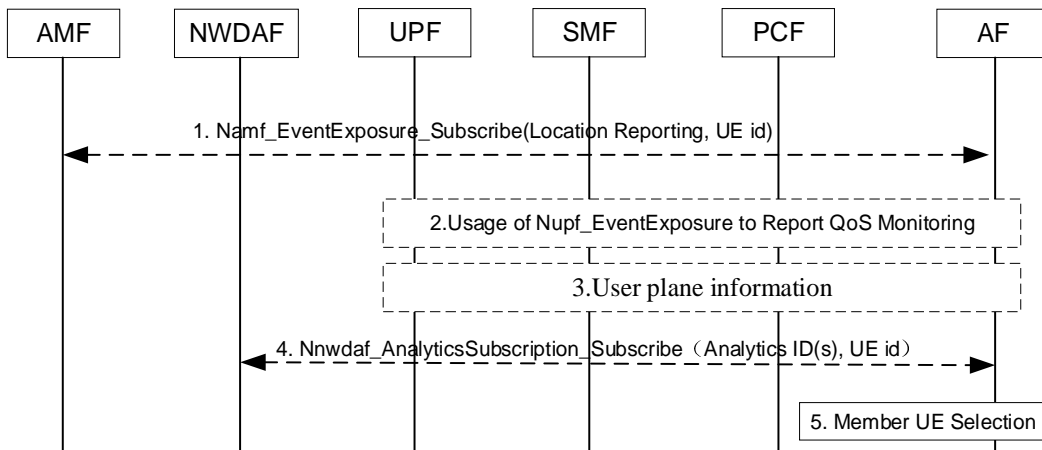 AMF NWDAF UPF SMF PCF AF
1. Namf_EventExposure_Subscribe(Location Reporting, UE id)
2.Usage of Nupf_EventExposure to Report QoS Monitoring
3.User plane information
4. Nnwdaf_AnalyticsSubscription_Subscribe（Analytics ID(s), UE id）
5. Member UE Selection